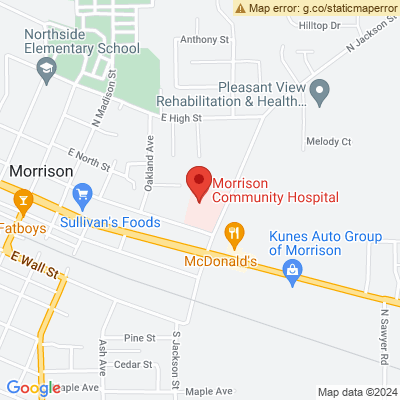 Map error: g.co/staticmaperror
Northside
Elementary School
Anthony St
Hilltop Dr
N Jackson St
N Madison St
Pleasant View
Rehabilitation & Health...
E High St
Oakland Ave
Melody Ct
E North St
Morrison
Morrison
Community Hospital
Sullivan's Foods
Fatboys
Kunes Auto Group
of Morrison
McDonald's
E Wall St
N Sawyer Rd
Pine St
S Jackson St
Ash Ave
Cedar St
Maple Ave
Maple Ave
Google
Map data ©2024